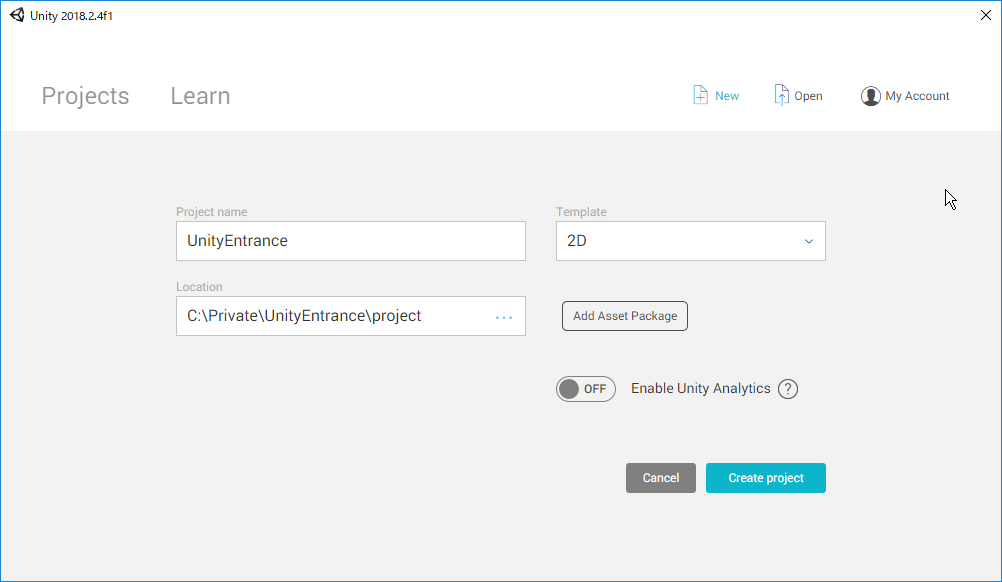 Unity 2018.2.4f1
Projects
Learn
New
Open
My Account
Project name
UnityEntrance
Template
2D
Location
C:\Private\UnityEntrance\project
...
Add Asset Package
OFF
Enable Unity Analytics
?
Cancel
Create project